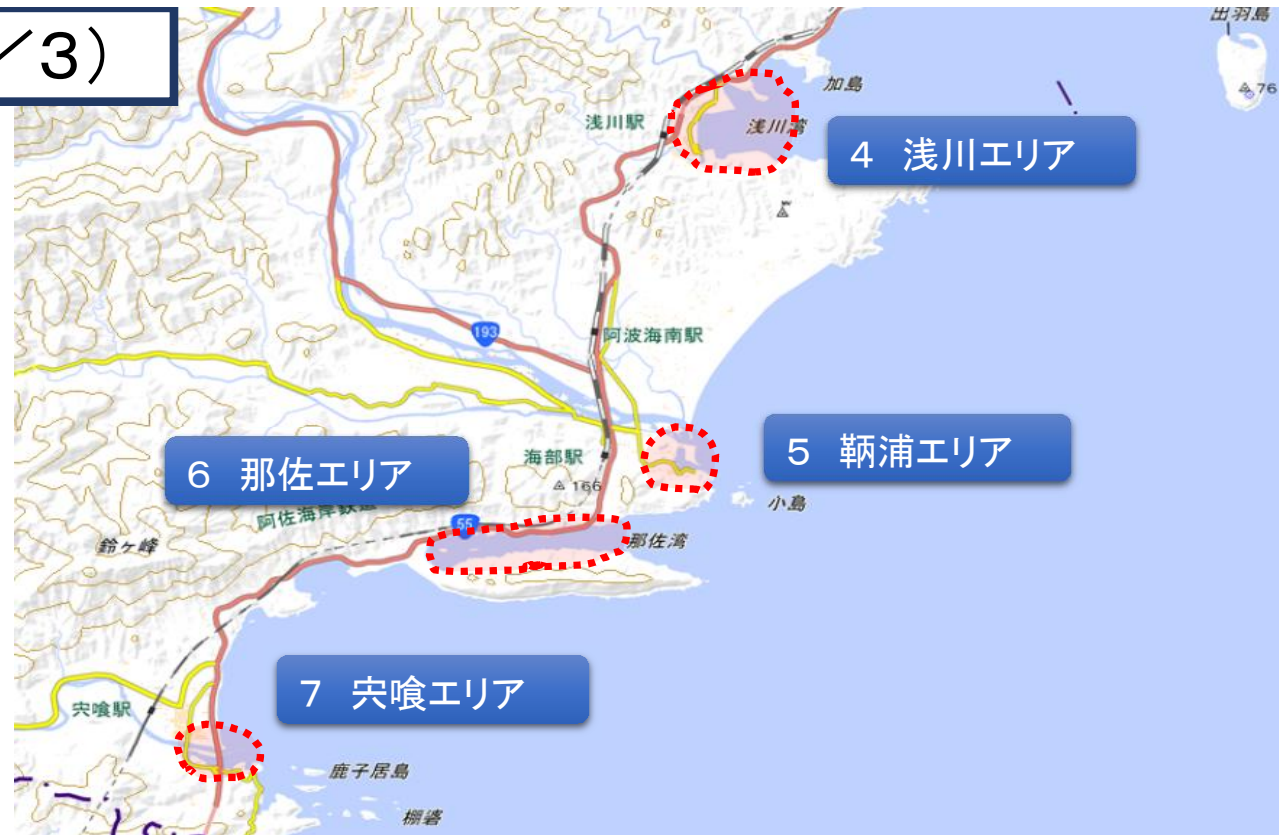 ／３）
出羽島
76
加島
浅川駅
浅川湾
４　浅川エリア
193
阿波海南駅
５　鞆浦エリア
海部駅
６　那佐エリア
166
小島
阿佐海岸鉄道
55
鈴ヶ峰
那佐湾
７　宍喰エリア
宍喰駅
鹿子居島
棚碆